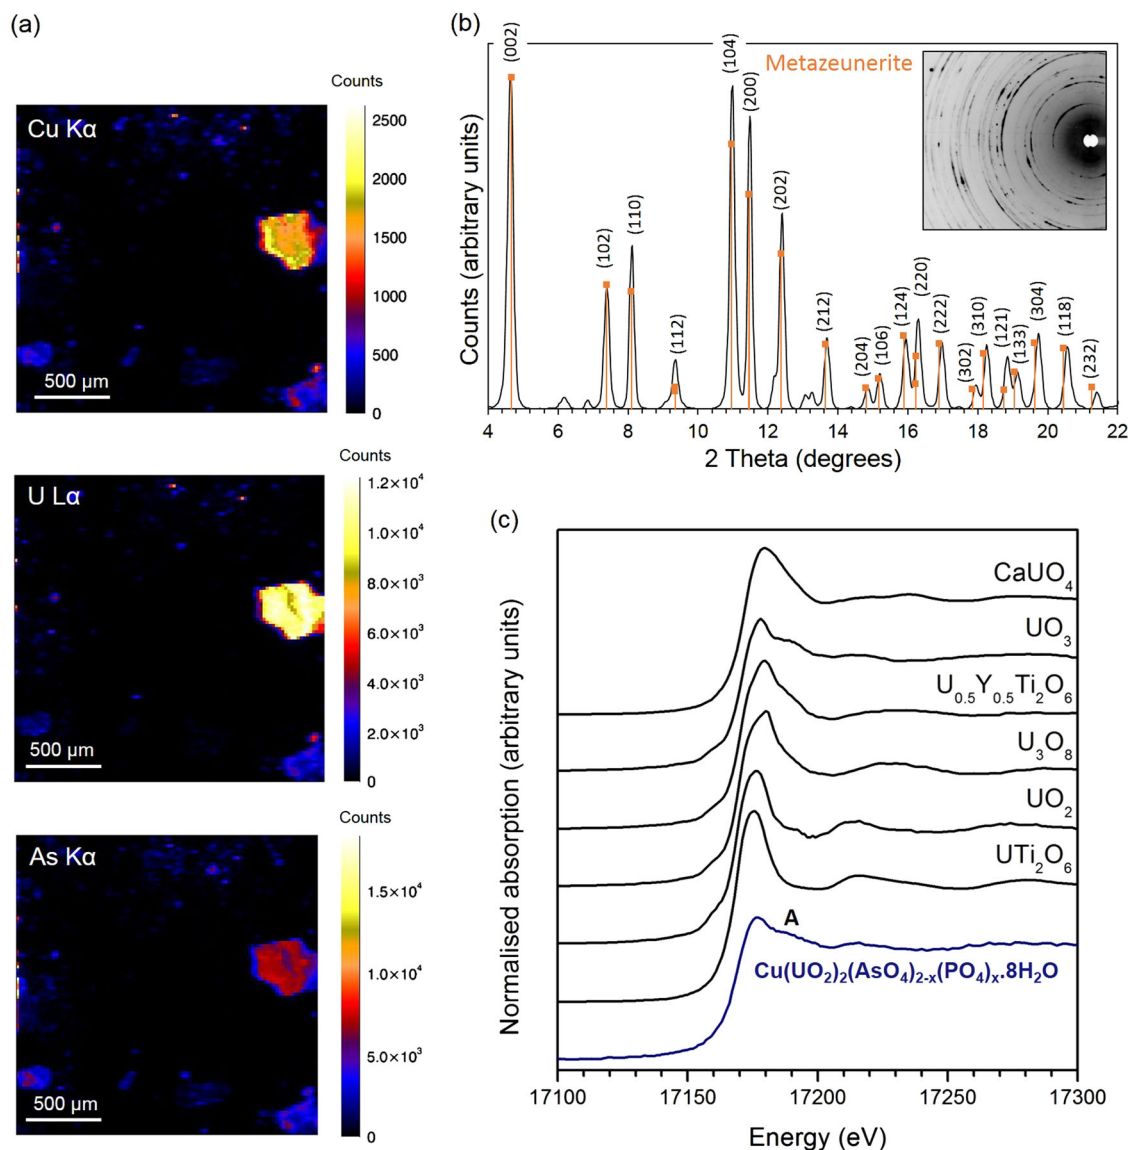 (a)
Counts
Cu Kα
2500
2000
1500
1000
500
0
500 µm
Counts
U Lα
1.2×10⁴
1.0×10⁴
8.0×10³
6.0×10³
4.0×10³
2.0×10³
0
500 µm
Counts
As Kα
1.5×10⁴
1.0×10⁴
5.0×10³
0
500 µm
(b)
Metazeunerite
Counts (arbitrary units)
(002)
(102)
(110)
(112)
(104)
(200)
(202)
(212)
(204)
(106)
(124)
(220)
(222)
(302)
(310)
(121)
(133)
(304)
(118)
(232)
4 6 8 10 12 14 16 18 20 22
2 Theta (degrees)
(c)
Normalised absorption (arbitrary units)
CaUO₄
UO₃
U₀.₅Y₀.₅Ti₂O₆
U₃O₈
UO₂
UTi₂O₆
A
Cu(UO₂)₂(AsO₄)₂₋ₓ(PO₄)ₓ.8H₂O
17100 17150 17200 17250 17300
Energy (eV)